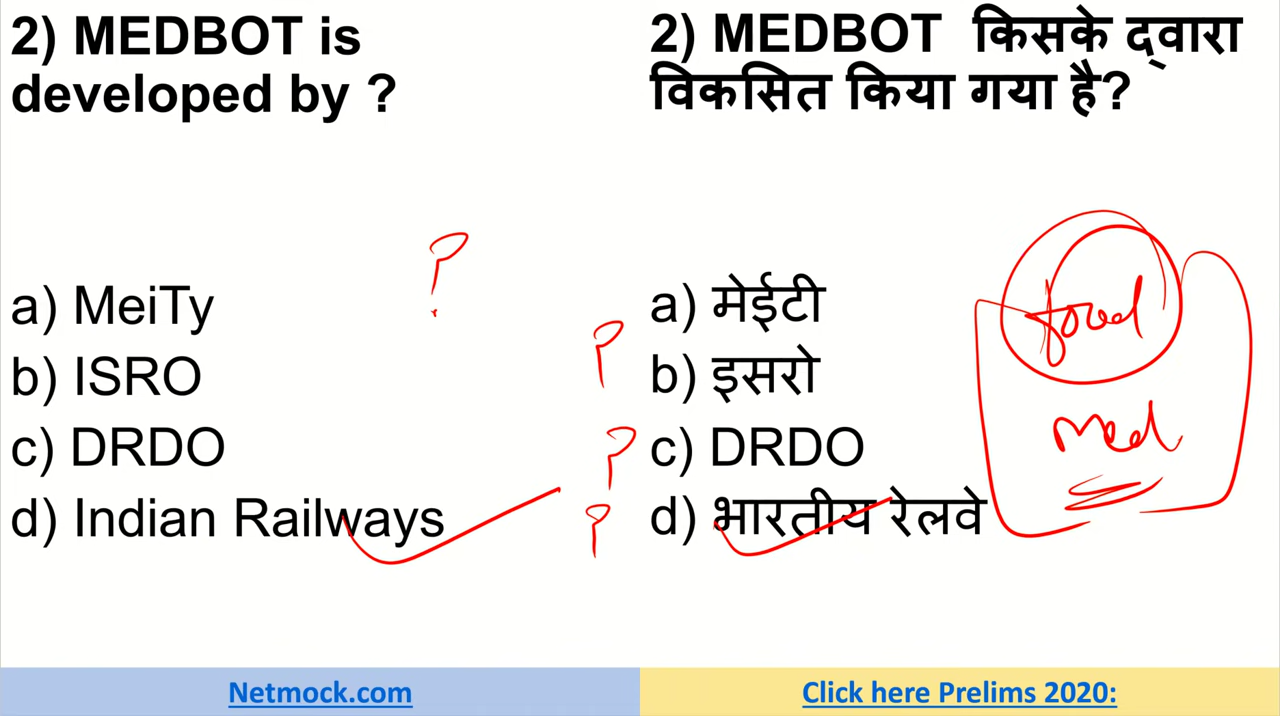 2) MEDBOT is
developed by ?
a) MeiTy
b) ISRO
c) DRDO
d) Indian Railways
?
?
?
?
2) MEDBOT किसके द्वारा
विकसित किया गया है?
a) मेईटी
b) इसरो
c) DRDO
d) भारतीय रेलवे
food
Med
Netmock.com
Click here Prelims 2020: